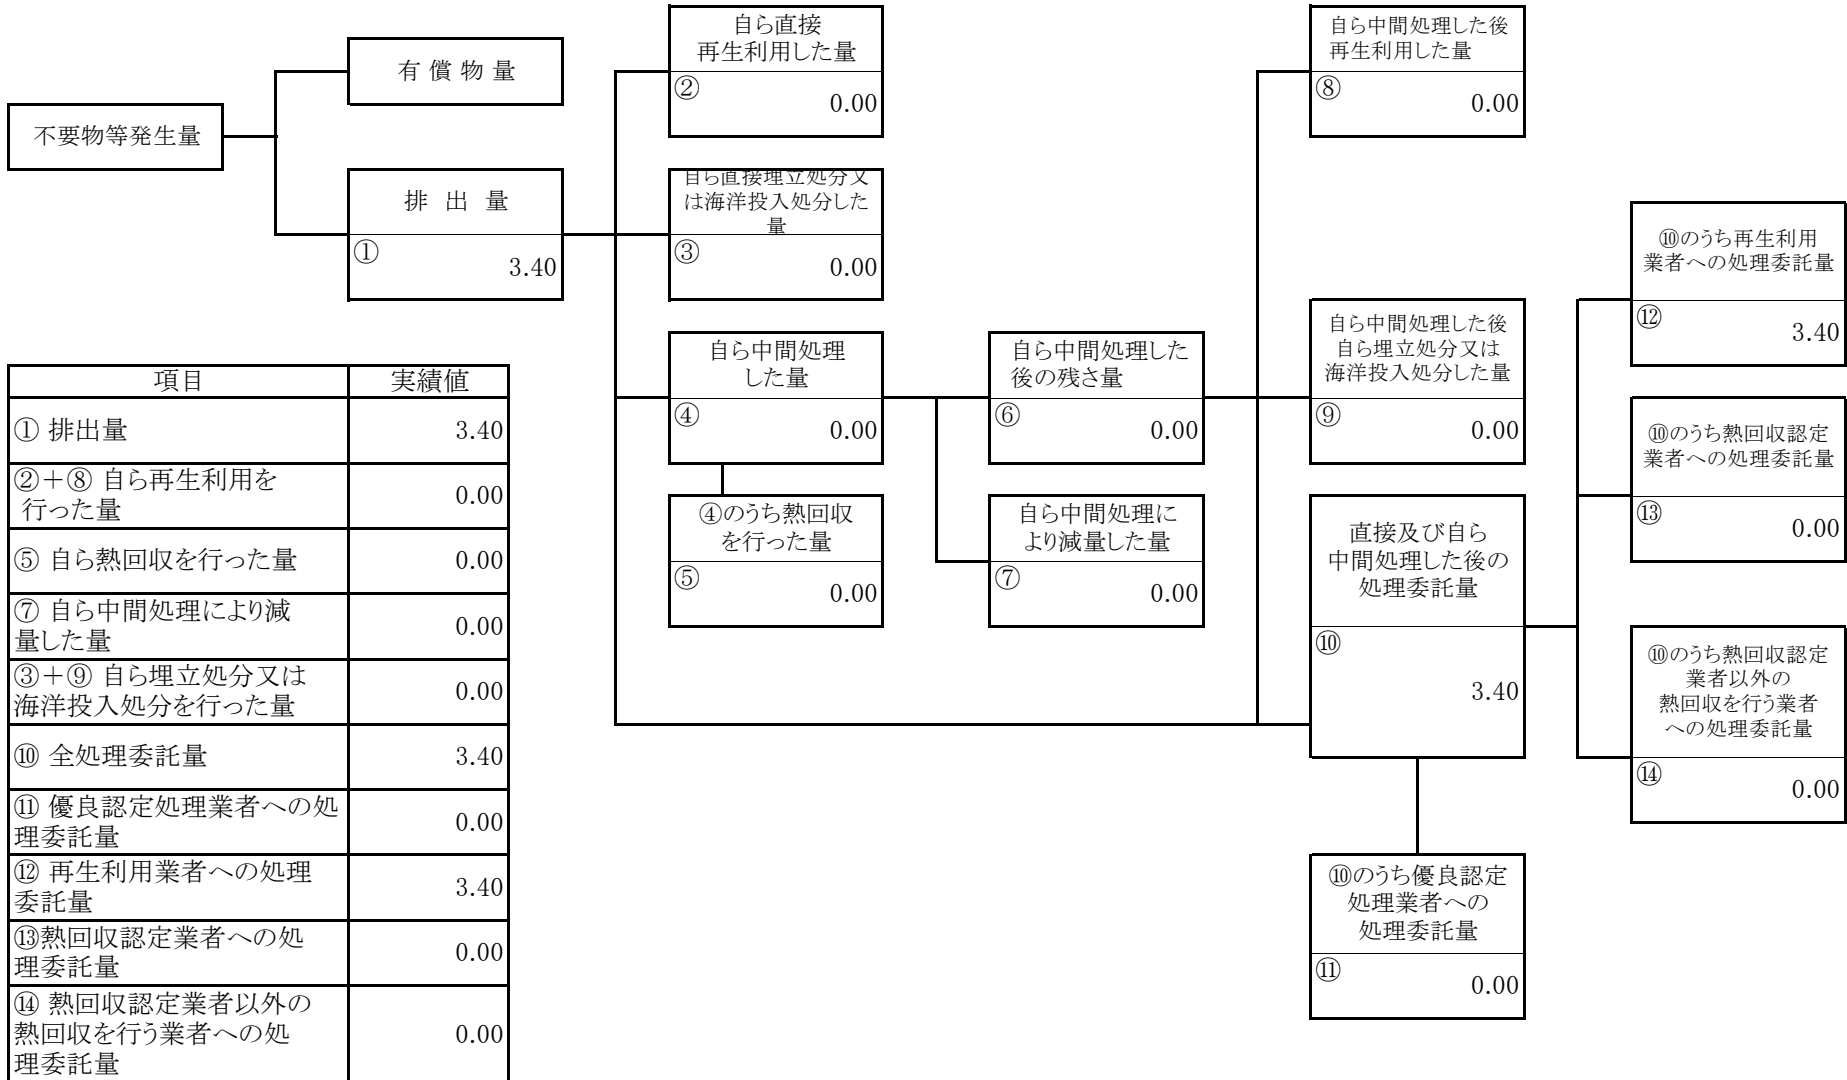 不要物等発生量
有 償 物 量
排 出 量
①
3.40
自ら直接
再生利用した量
②
0.00
自ら直接埋立処分又
は海洋投入処分した
量
③
0.00
自ら中間処理
した量
④
0.00
④のうち熱回収
を行った量
⑤
0.00
自ら中間処理した
後の残さ量
⑥
0.00
自ら中間処理に
より減量した量
⑦
0.00
自ら中間処理した後
再生利用した量
⑧
0.00
自ら中間処理した後
自ら埋立処分又は
海洋投入処分した量
⑨
0.00
直接及び自ら
中間処理した後の
処理委託量
⑩
3.40
⑩のうち優良認定
処理業者への
処理委託量
⑪
0.00
⑩のうち再生利用
業者への処理委託量
⑫
3.40
⑩のうち熱回収認定
業者への処理委託量
⑬
0.00
⑩のうち熱回収認定
業者以外の
熱回収を行う業者
への処理委託量
⑭
0.00
項目 実績値
① 排出量 3.40
②＋⑧ 自ら再生利用を
行った量
0.00
⑤ 自ら熱回収を行った量 0.00
⑦ 自ら中間処理により減
量した量
0.00
③＋⑨ 自ら埋立処分又は
海洋投入処分を行った量
0.00
⑩ 全処理委託量 3.40
⑪ 優良認定処理業者への処
理委託量
0.00
⑫ 再生利用業者への処理
委託量
3.40
⑬熱回収認定業者への処
理委託量
0.00
⑭ 熱回収認定業者以外の
熱回収を行う業者への処
理委託量
0.00